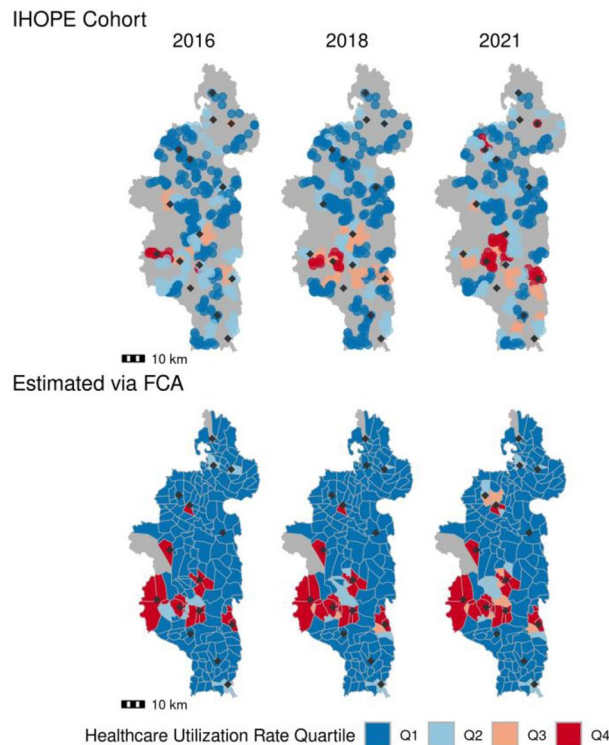 IHOPE Cohort
2016 2018 2021
10 km
Estimated via FCA
10 km
Healthcare Utilization Rate Quartile Q1 Q2 Q3 Q4